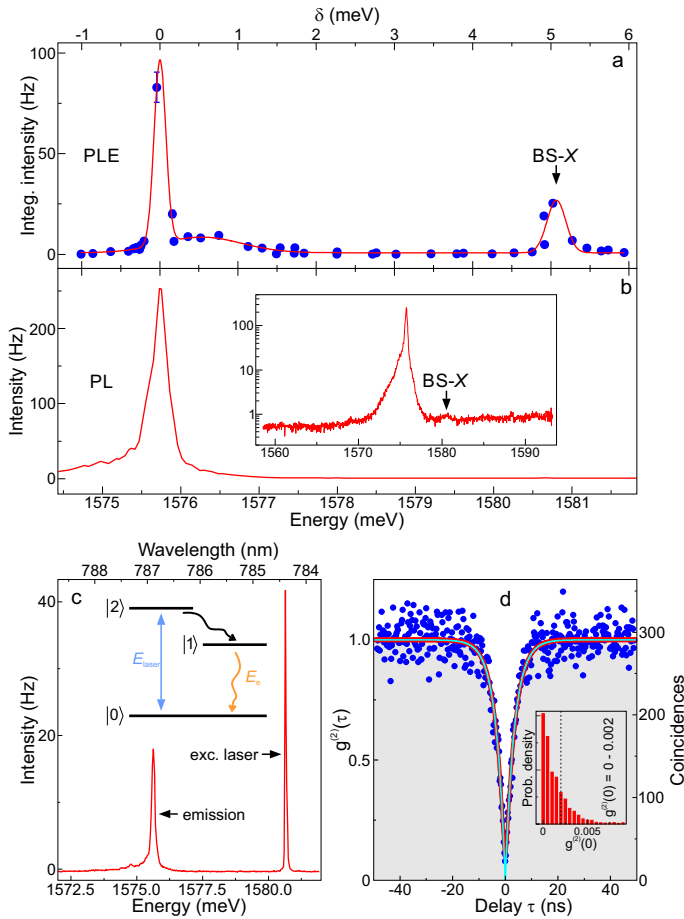 δ (meV)
-1 0 1 2 3 4 5 6
a
100
50
0
Integ. intensity (Hz)
PLE
BS-X
b
200
100
0
Intensity (Hz)
PL
100
10
1
BS-X
1560 1570 1580 1590
1575 1576 1577 1578 1579 1580 1581
Energy (meV)
Wavelength (nm)
788 787 786 785 784
c
40
20
0
Intensity (Hz)
|2⟩
|1⟩
|0⟩
E_laser
E_e
exc. laser
emission
1572.5 1575.0 1577.5 1580.0
Energy (meV)
d
1.0
0.5
0
g⁽²⁾(τ)
300
200
100
0
Coincidences
Prob. density
g⁽²⁾(0) = 0 - 0.002
0 0.005
g⁽²⁾(0)
-40 -20 0 20 40
Delay τ (ns)